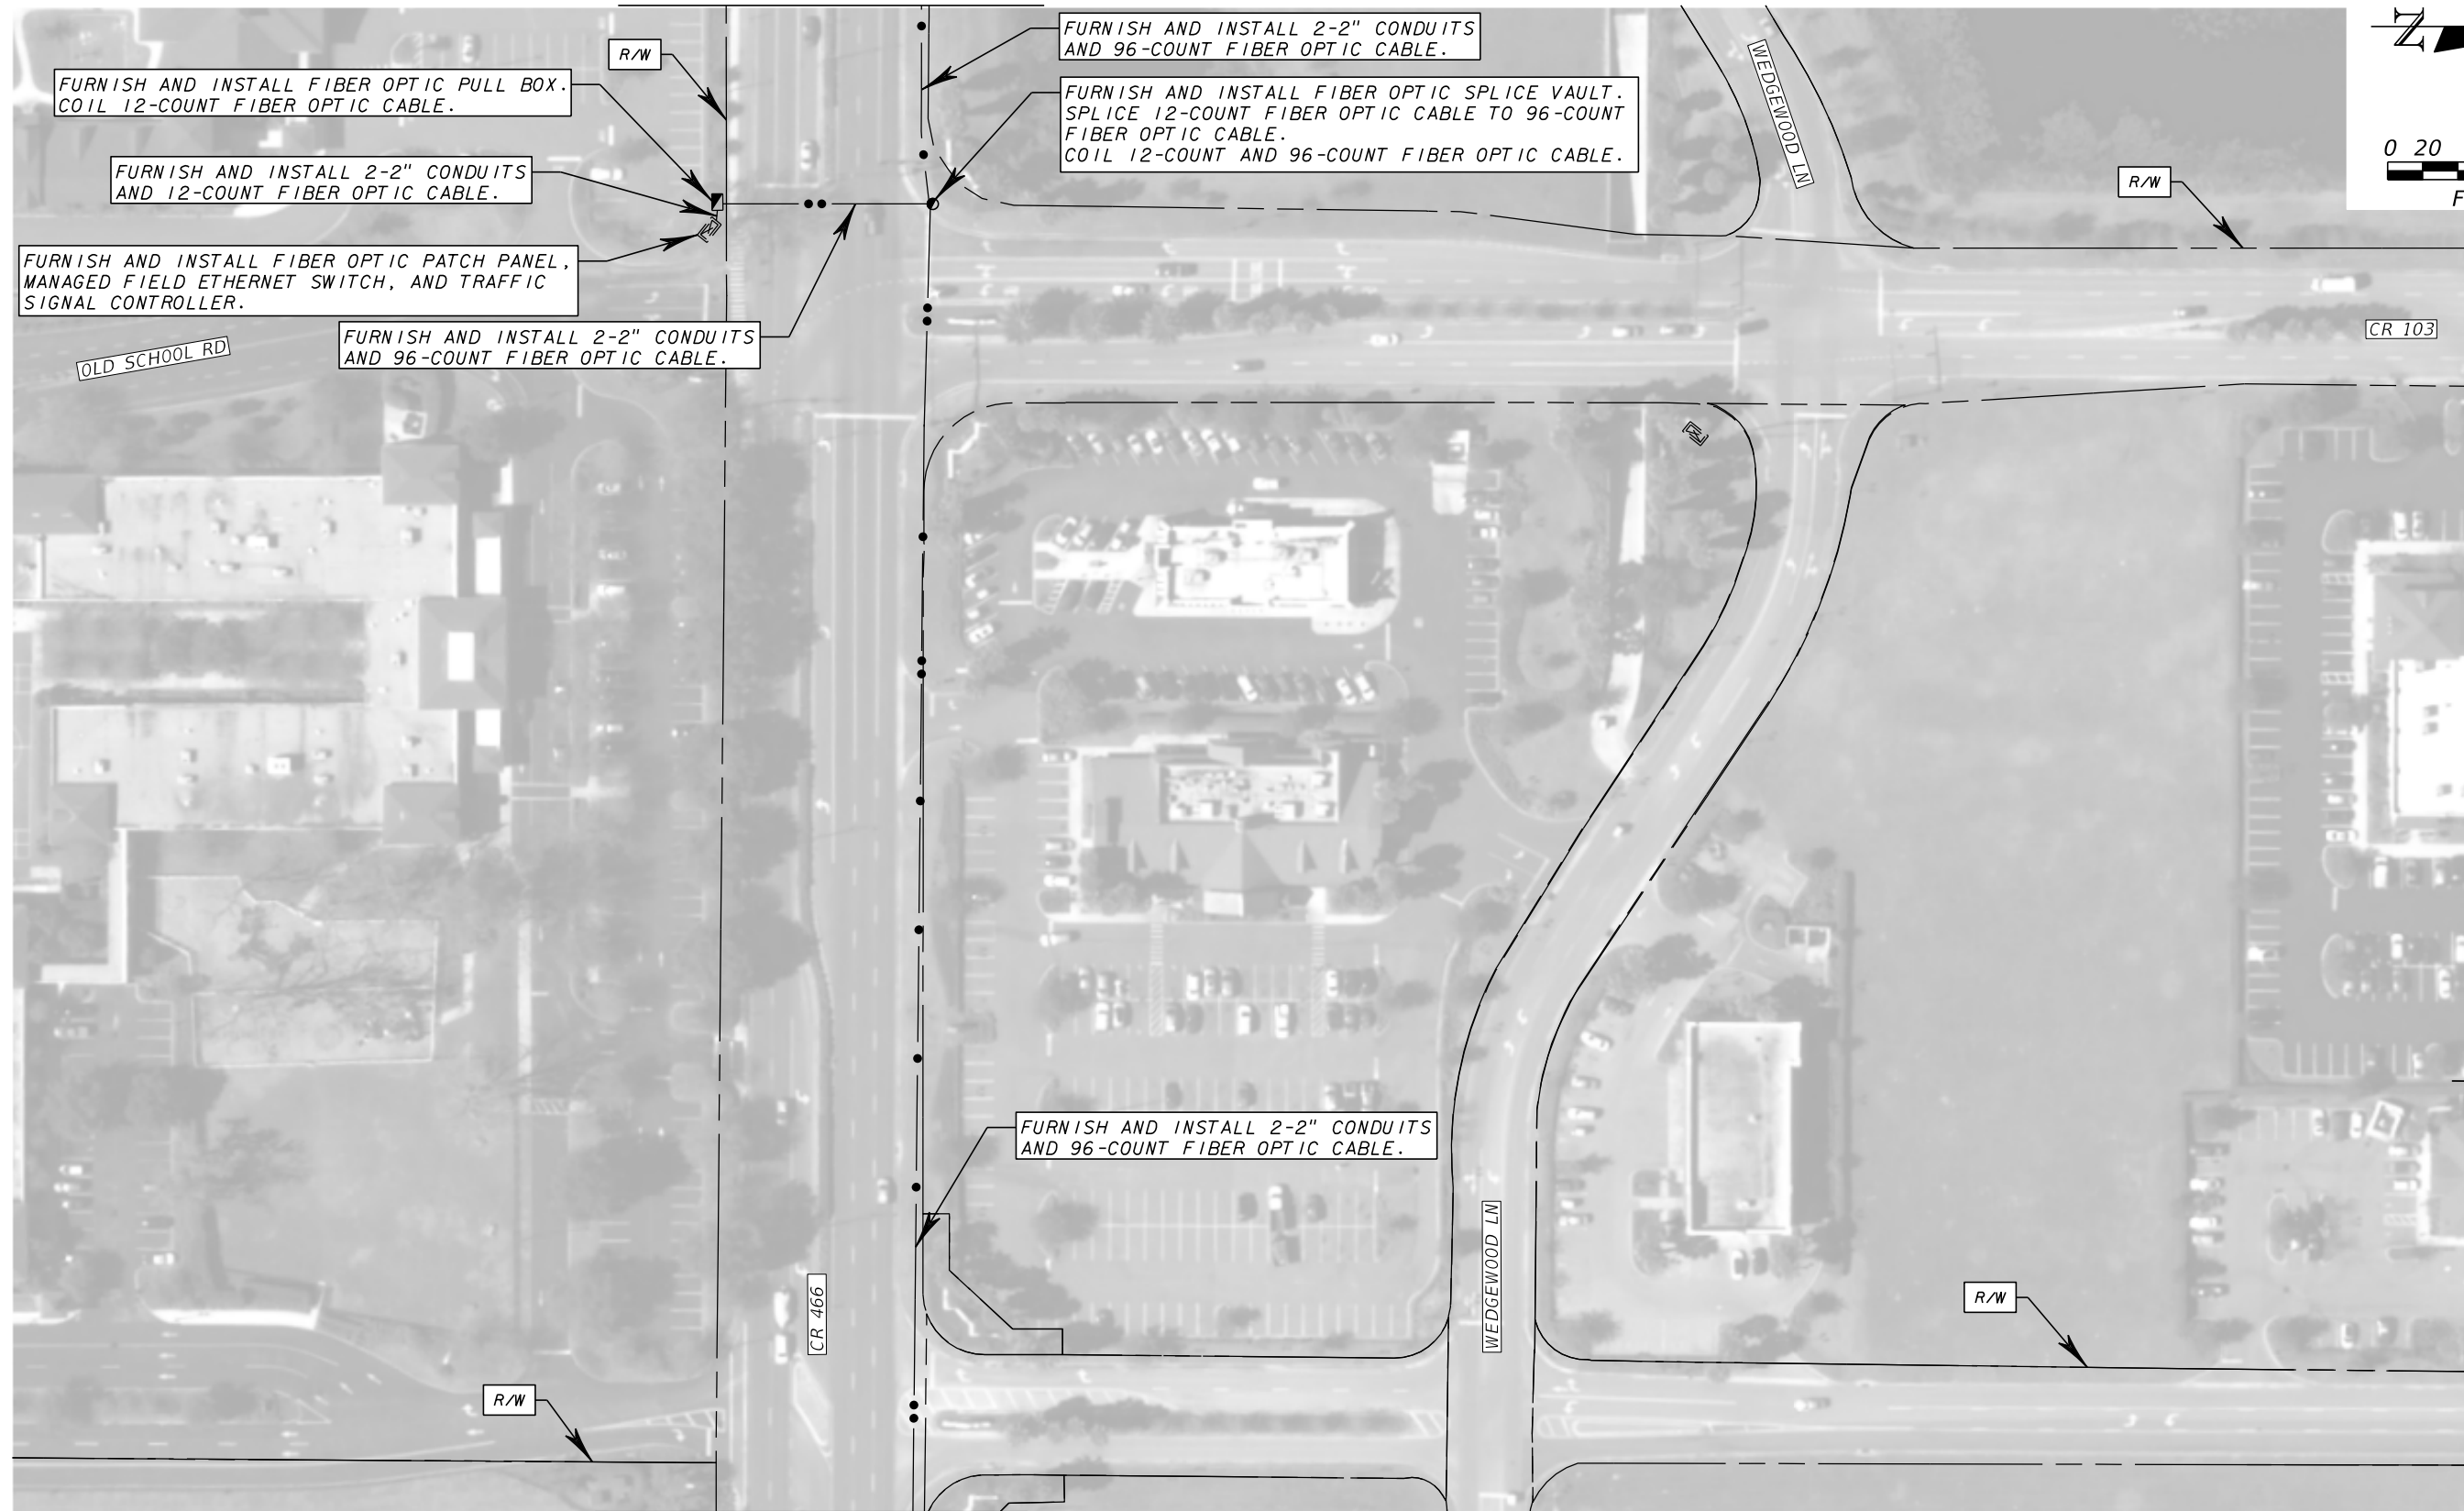 FURNISH AND INSTALL 2-2" CONDUITS
AND 96-COUNT FIBER OPTIC CABLE.
R/W
FURNISH AND INSTALL FIBER OPTIC PULL BOX.
COIL 12-COUNT FIBER OPTIC CABLE.
FURNISH AND INSTALL FIBER OPTIC SPLICE VAULT.
SPLICE 12-COUNT FIBER OPTIC CABLE TO 96-COUNT
FIBER OPTIC CABLE.
COIL 12-COUNT AND 96-COUNT FIBER OPTIC CABLE.
WEDGEWOOD LN
N
0 20
F
R/W
FURNISH AND INSTALL 2-2" CONDUITS
AND 12-COUNT FIBER OPTIC CABLE.
FURNISH AND INSTALL FIBER OPTIC PATCH PANEL,
MANAGED FIELD ETHERNET SWITCH, AND TRAFFIC
SIGNAL CONTROLLER.
FURNISH AND INSTALL 2-2" CONDUITS
AND 96-COUNT FIBER OPTIC CABLE.
OLD SCHOOL RD
CR 103
FURNISH AND INSTALL 2-2" CONDUITS
AND 96-COUNT FIBER OPTIC CABLE.
CR 466
WEDGEWOOD LN
R/W
R/W